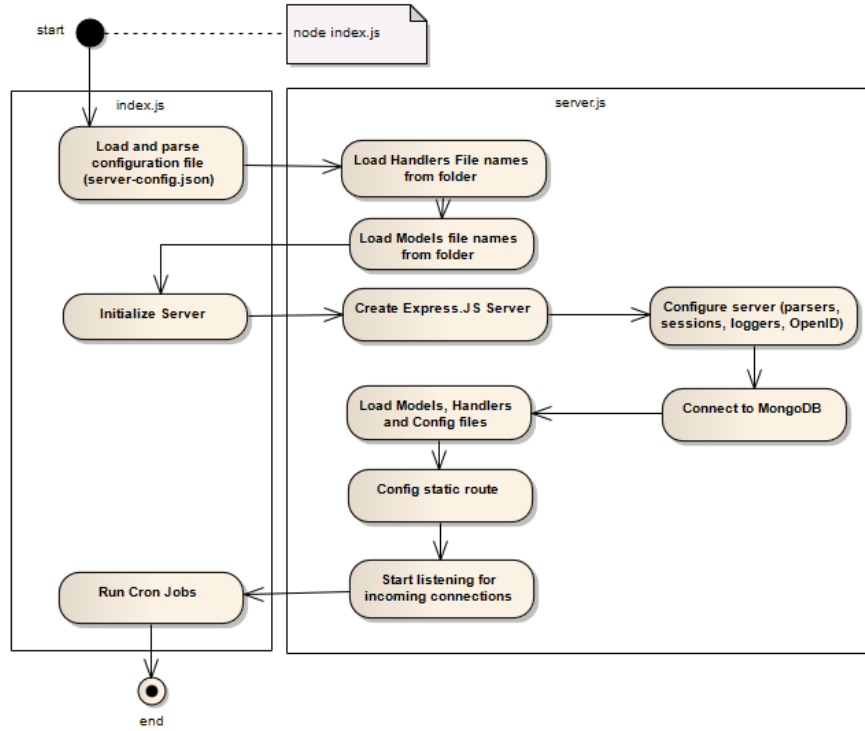 start
node index.js
index.js
server.js
Load and parse
configuration file
(server-config.json)
Load Handlers File names
from folder
Load Models file names
from folder
Initialize Server
Create Express.JS Server
Configure server (parsers,
sessions, loggers, OpenID)
Connect to MongoDB
Load Models, Handlers
and Config files
Config static route
Start listening for
incoming connections
Run Cron Jobs
end